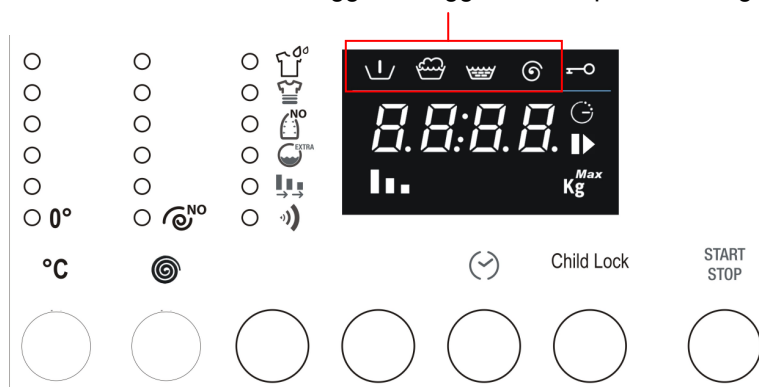 NO
EXTRA
8.8:8.8.
Max
Kg
0°
NO
°C
Child Lock
START
STOP